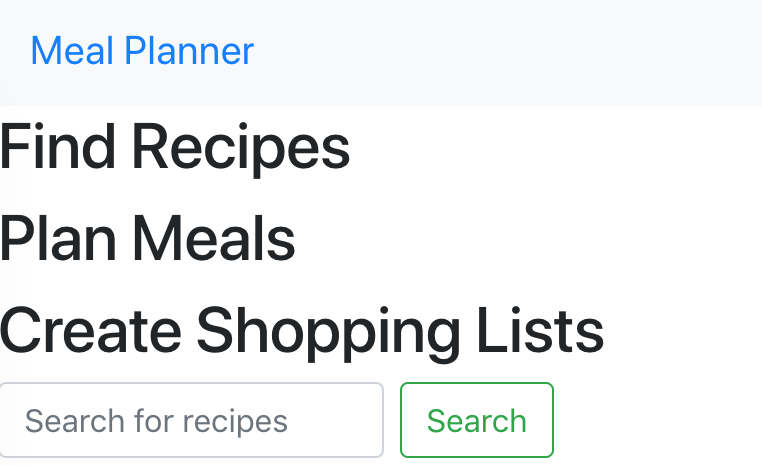 Meal Planner
Find Recipes
Plan Meals
Create Shopping Lists
Search for recipes Search